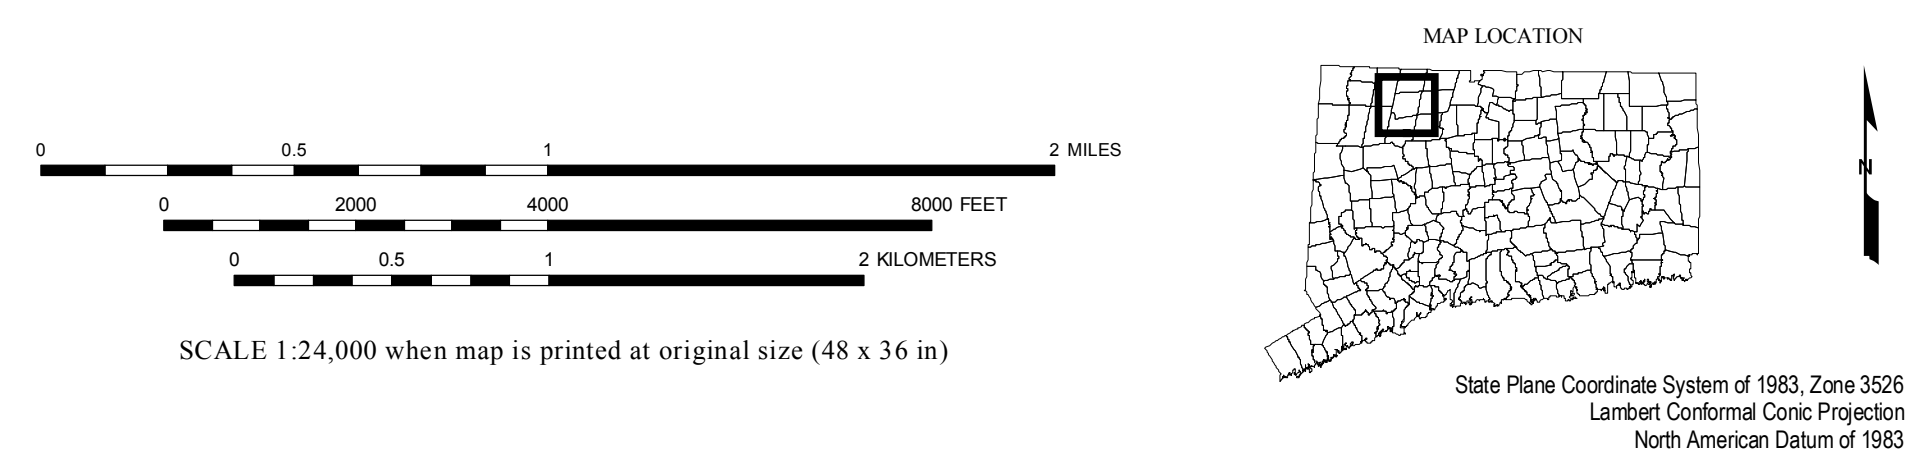 0 0.5 1 2 MILES
0 2000 4000 8000 FEET
0 0.5 1 2 KILOMETERS
SCALE 1:24,000 when map is printed at original size (48 x 36 in)
MAP LOCATION
N
State Plane Coordinate System of 1983, Zone 3526
Lambert Conformal Conic Projection
North American Datum of 1983